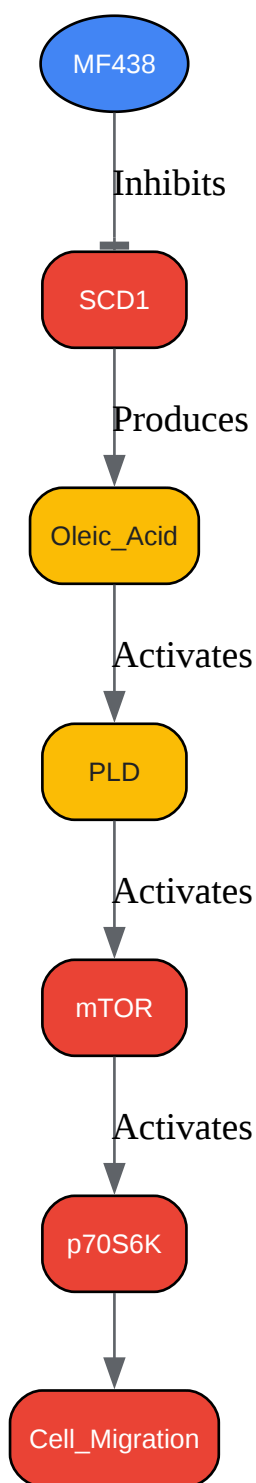 MF438
Inhibits
SCD1
Produces
Oleic_Acid
Activates
PLD
Activates
mTOR
Activates
p70S6K
Cell_Migration